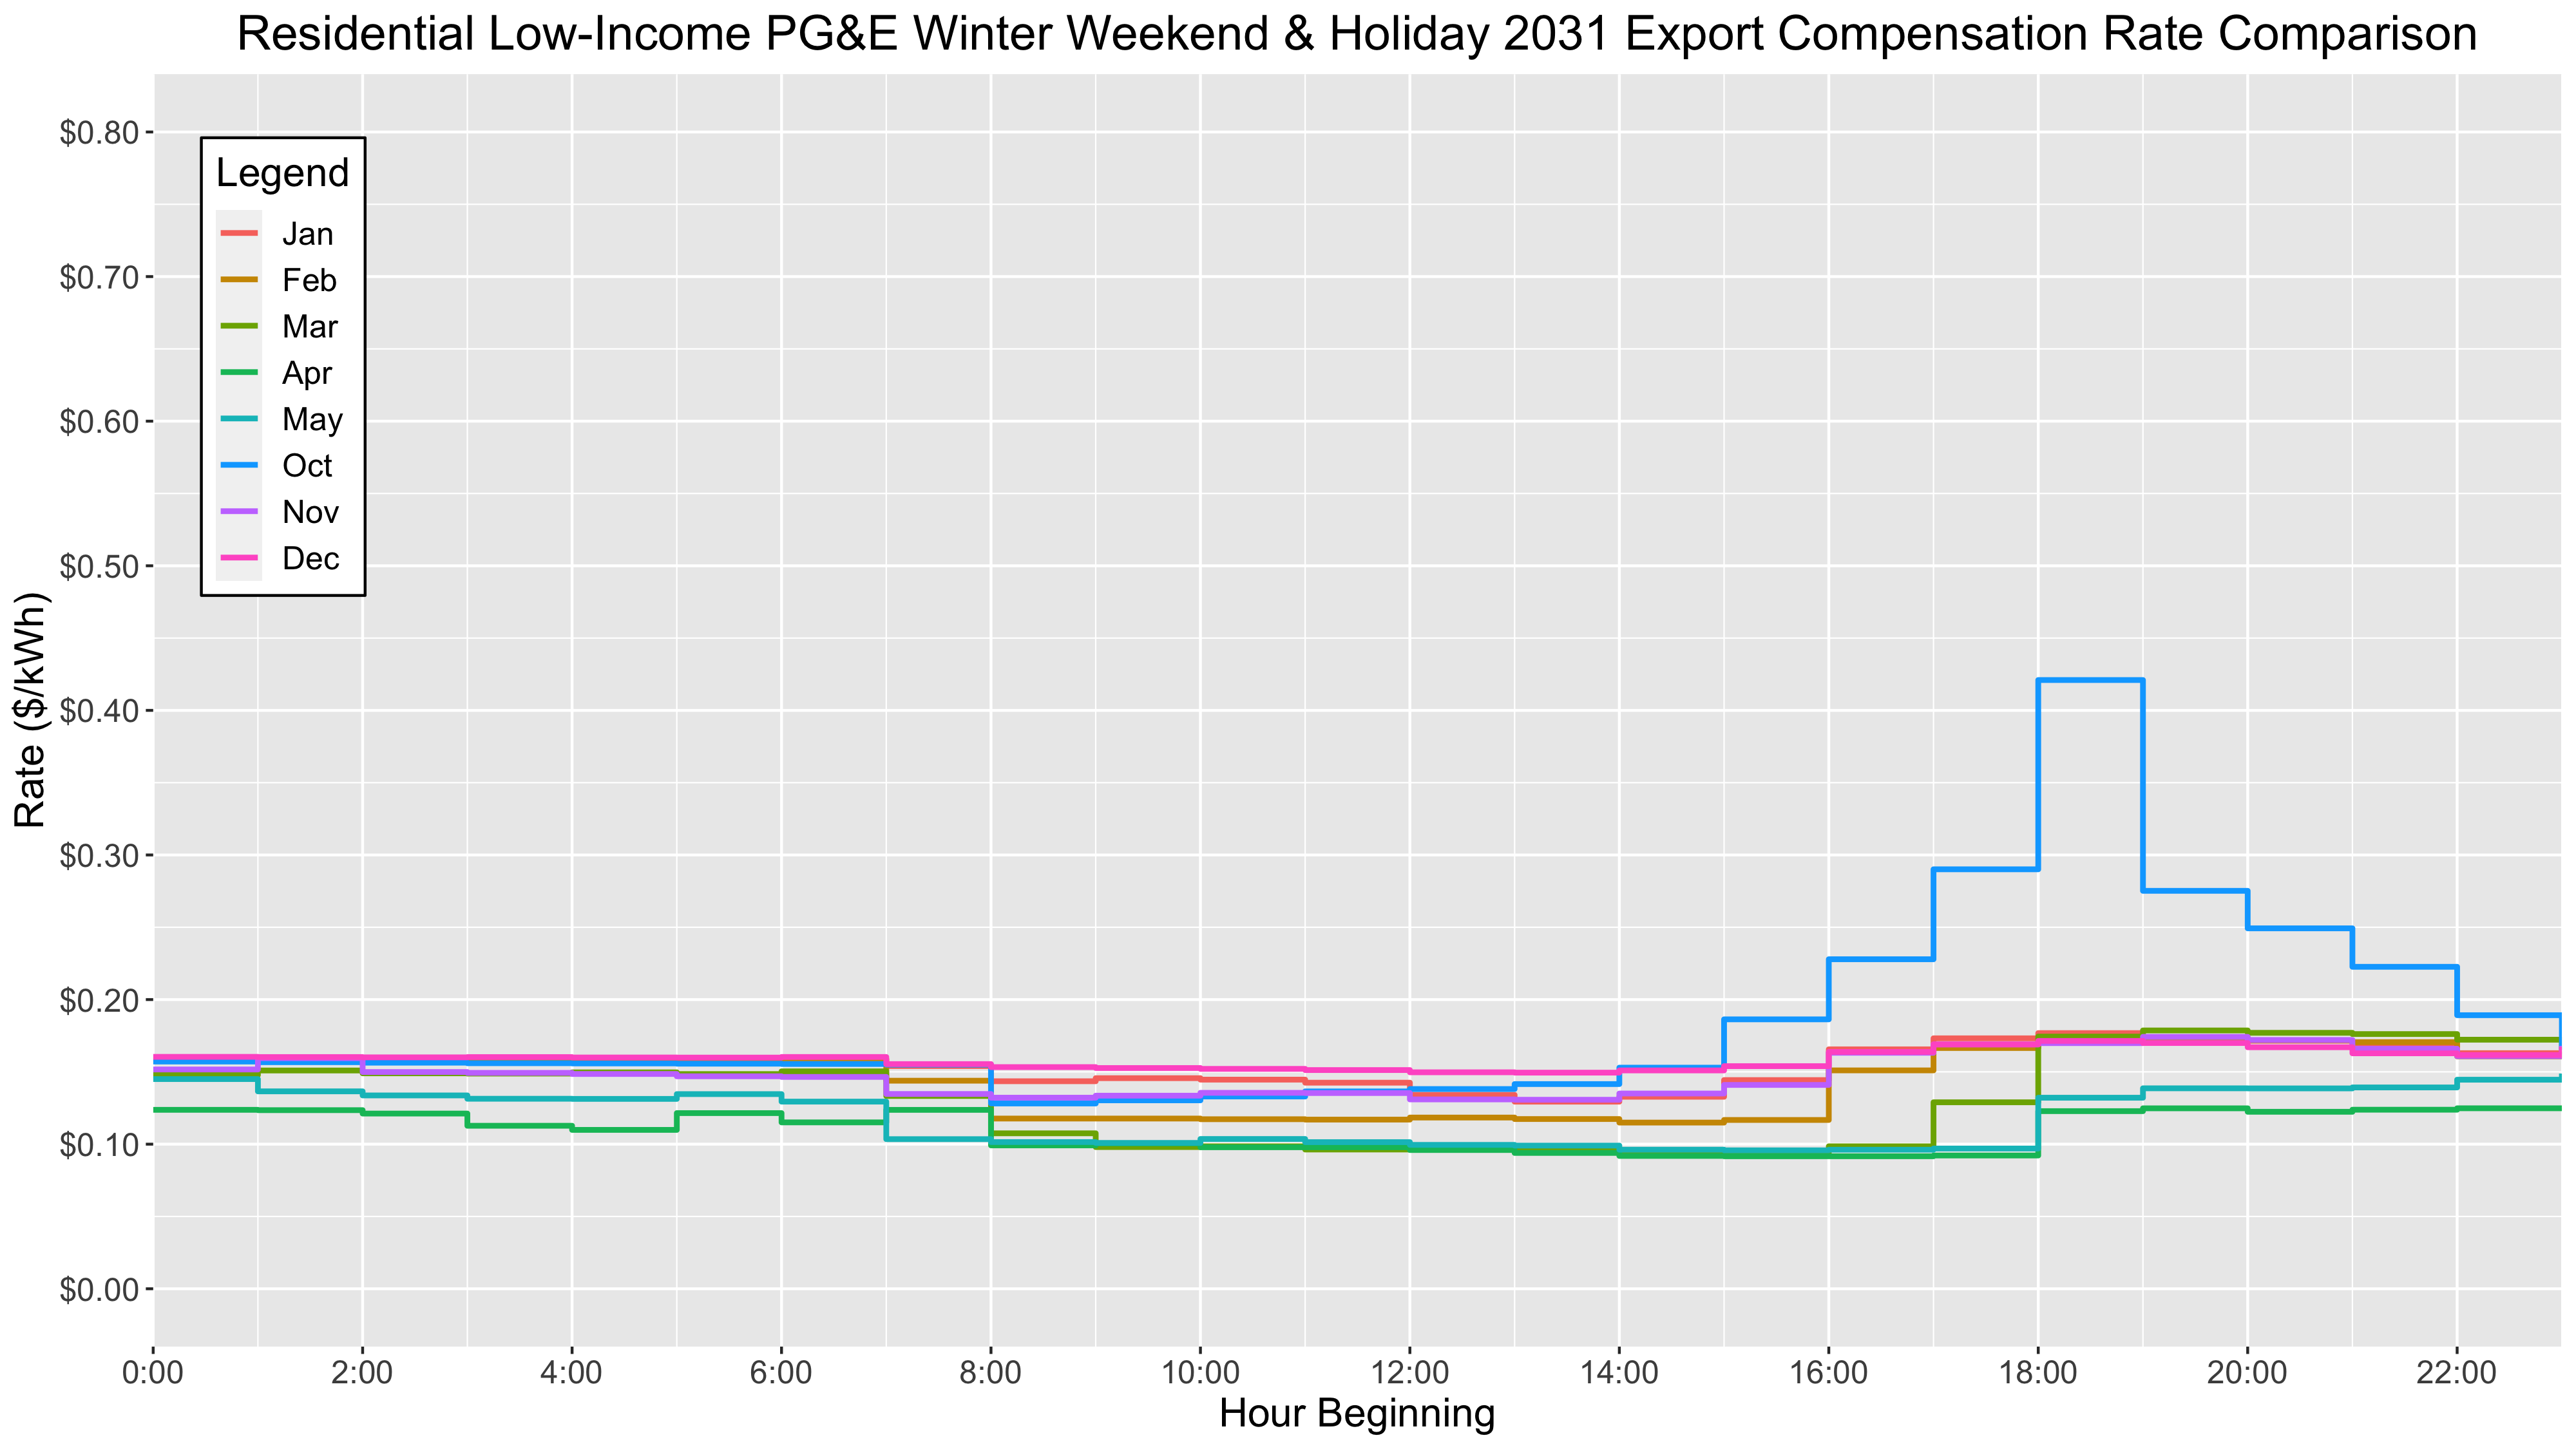 Residential Low-Income PG&E Winter Weekend & Holiday 2031 Export Compensation Rate Comparison
$0.80
$0.70
$0.60
$0.50
$0.40
$0.30
$0.20
$0.10
$0.00
Rate ($/kWh)
Legend
Jan
Feb
Mar
Apr
May
Oct
Nov
Dec
0:00 2:00 4:00 6:00 8:00 10:00 12:00 14:00 16:00 18:00 20:00 22:00
Hour Beginning